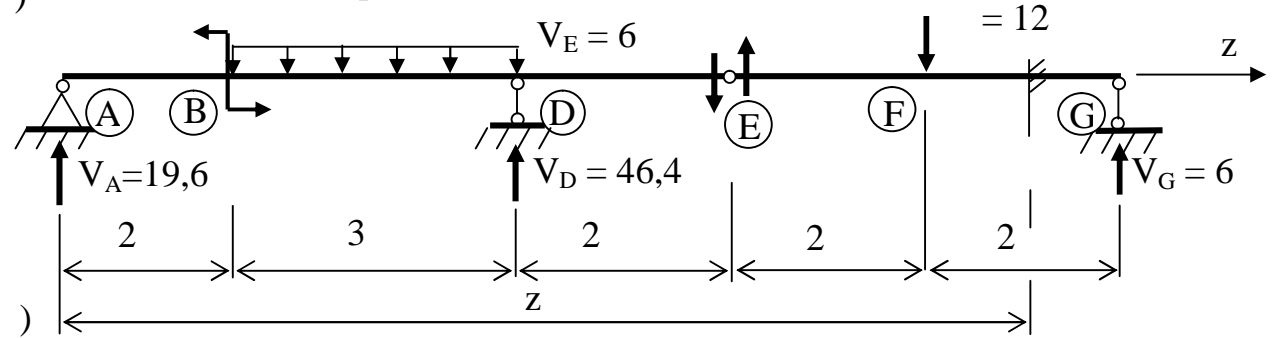 )
= 12
V_E = 6
z
A
B
D
E
F
G
V_A=19,6
V_D = 46,4
V_G = 6
2
3
2
2
2
z
)